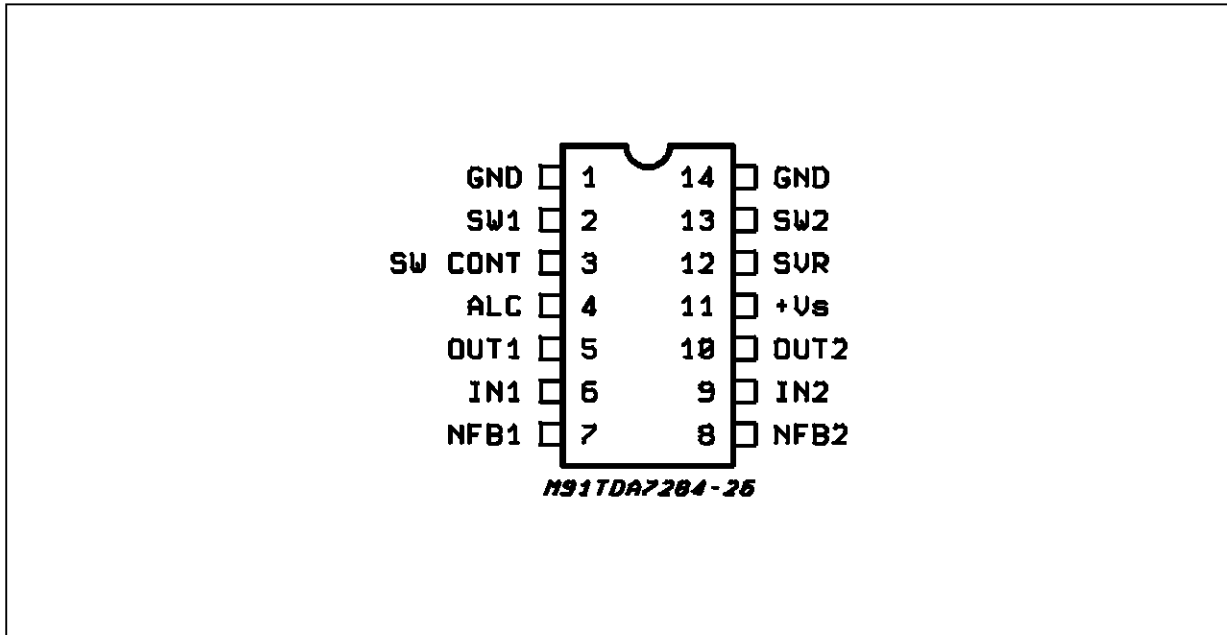 GND 1 14 GND
SW1 2 13 SW2
SW CONT 3 12 SVR
ALC 4 11 +Vs
OUT1 5 10 OUT2
IN1 6 9 IN2
NFB1 7 8 NFB2
M91TDA7284-26